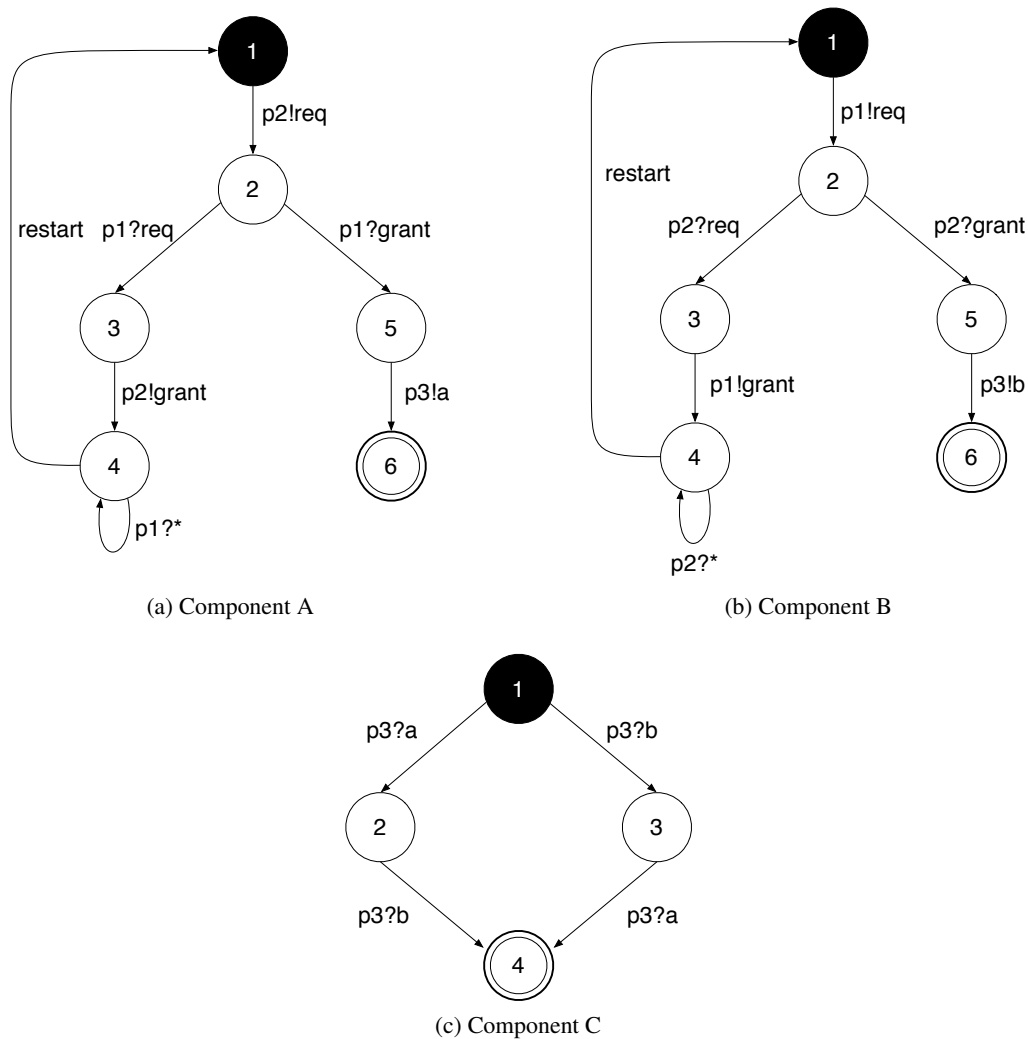 1
p2!req
2
restart
p1?req
p1?grant
3
5
p2!grant
p3!a
4
6
p1?*
(a) Component A
1
p1!req
2
restart
p2?req
p2?grant
3
5
p1!grant
p3!b
4
6
p2?*
(b) Component B
1
p3?a
p3?b
2
3
p3?b
p3?a
4
(c) Component C